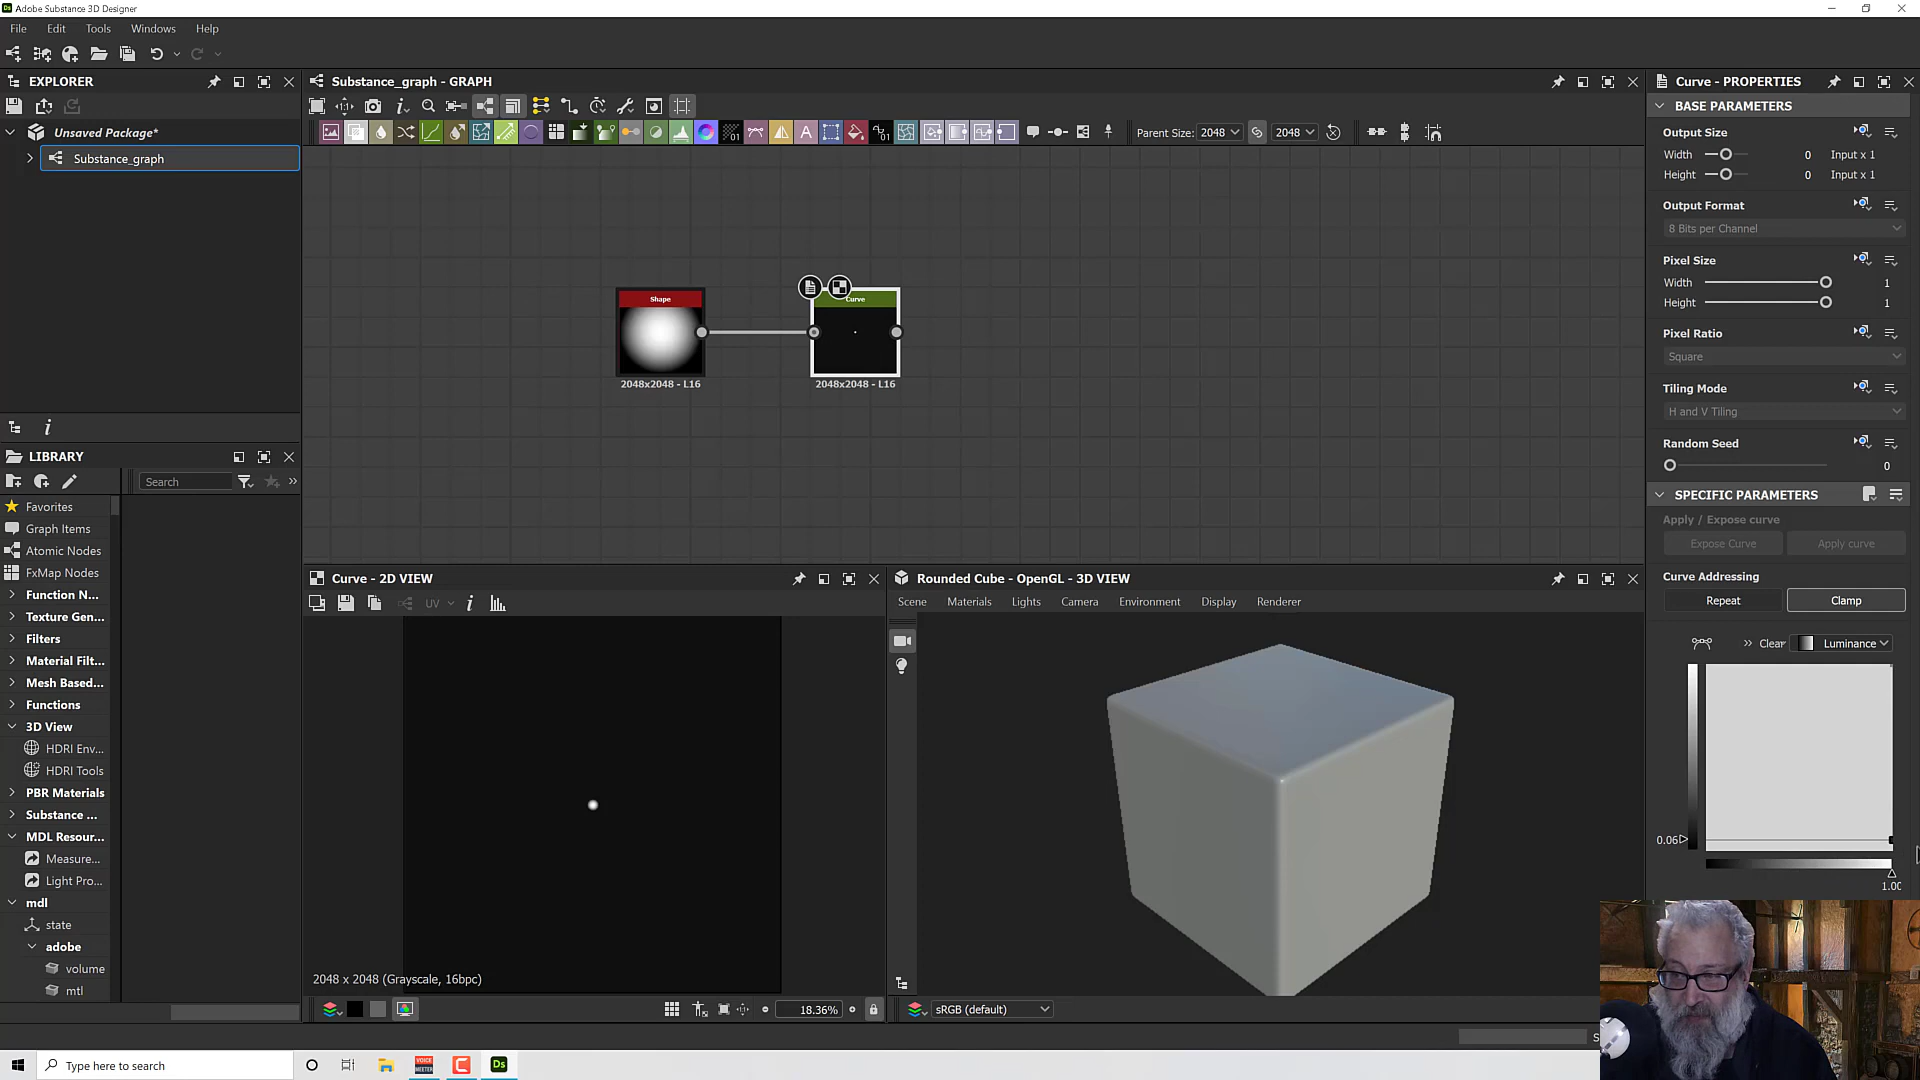 Adobe Substance 3D Designer
File Edit Tools Windows Help
EXPLORER
Unsaved Package*
Substance_graph
LIBRARY
Search
Favorites
Graph Items
Atomic Nodes
FxMap Nodes
Function N...
Texture Gen...
Filters
Material Filt...
Mesh Based...
Functions
3D View
HDRI Env...
HDRI Tools
PBR Materials
Substance ...
MDL Resour...
Measure...
Light Pro...
mdl
state
adobe
volume
mtl
Substance_graph - GRAPH
Parent Size: 2048 2048
Shape
2048x2048 - L16
Curve
2048x2048 - L16
Curve - 2D VIEW
UV
2048 x 2048 (Grayscale, 16bpc)
18.36%
Rounded Cube - OpenGL - 3D VIEW
Scene Materials Lights Camera Environment Display Renderer
sRGB (default)
Curve - PROPERTIES
BASE PARAMETERS
Output Size
Width 0 Input x 1
Height 0 Input x 1
Output Format
8 Bits per Channel
Pixel Size
Width 1
Height 1
Pixel Ratio
Square
Tiling Mode
H and V Tiling
Random Seed
0
SPECIFIC PARAMETERS
Apply / Expose curve
Expose Curve Apply curve
Curve Addressing
Repeat Clamp
Clear Luminance
0.06
1.00
Type here to search
VOICE MEETER
Ds